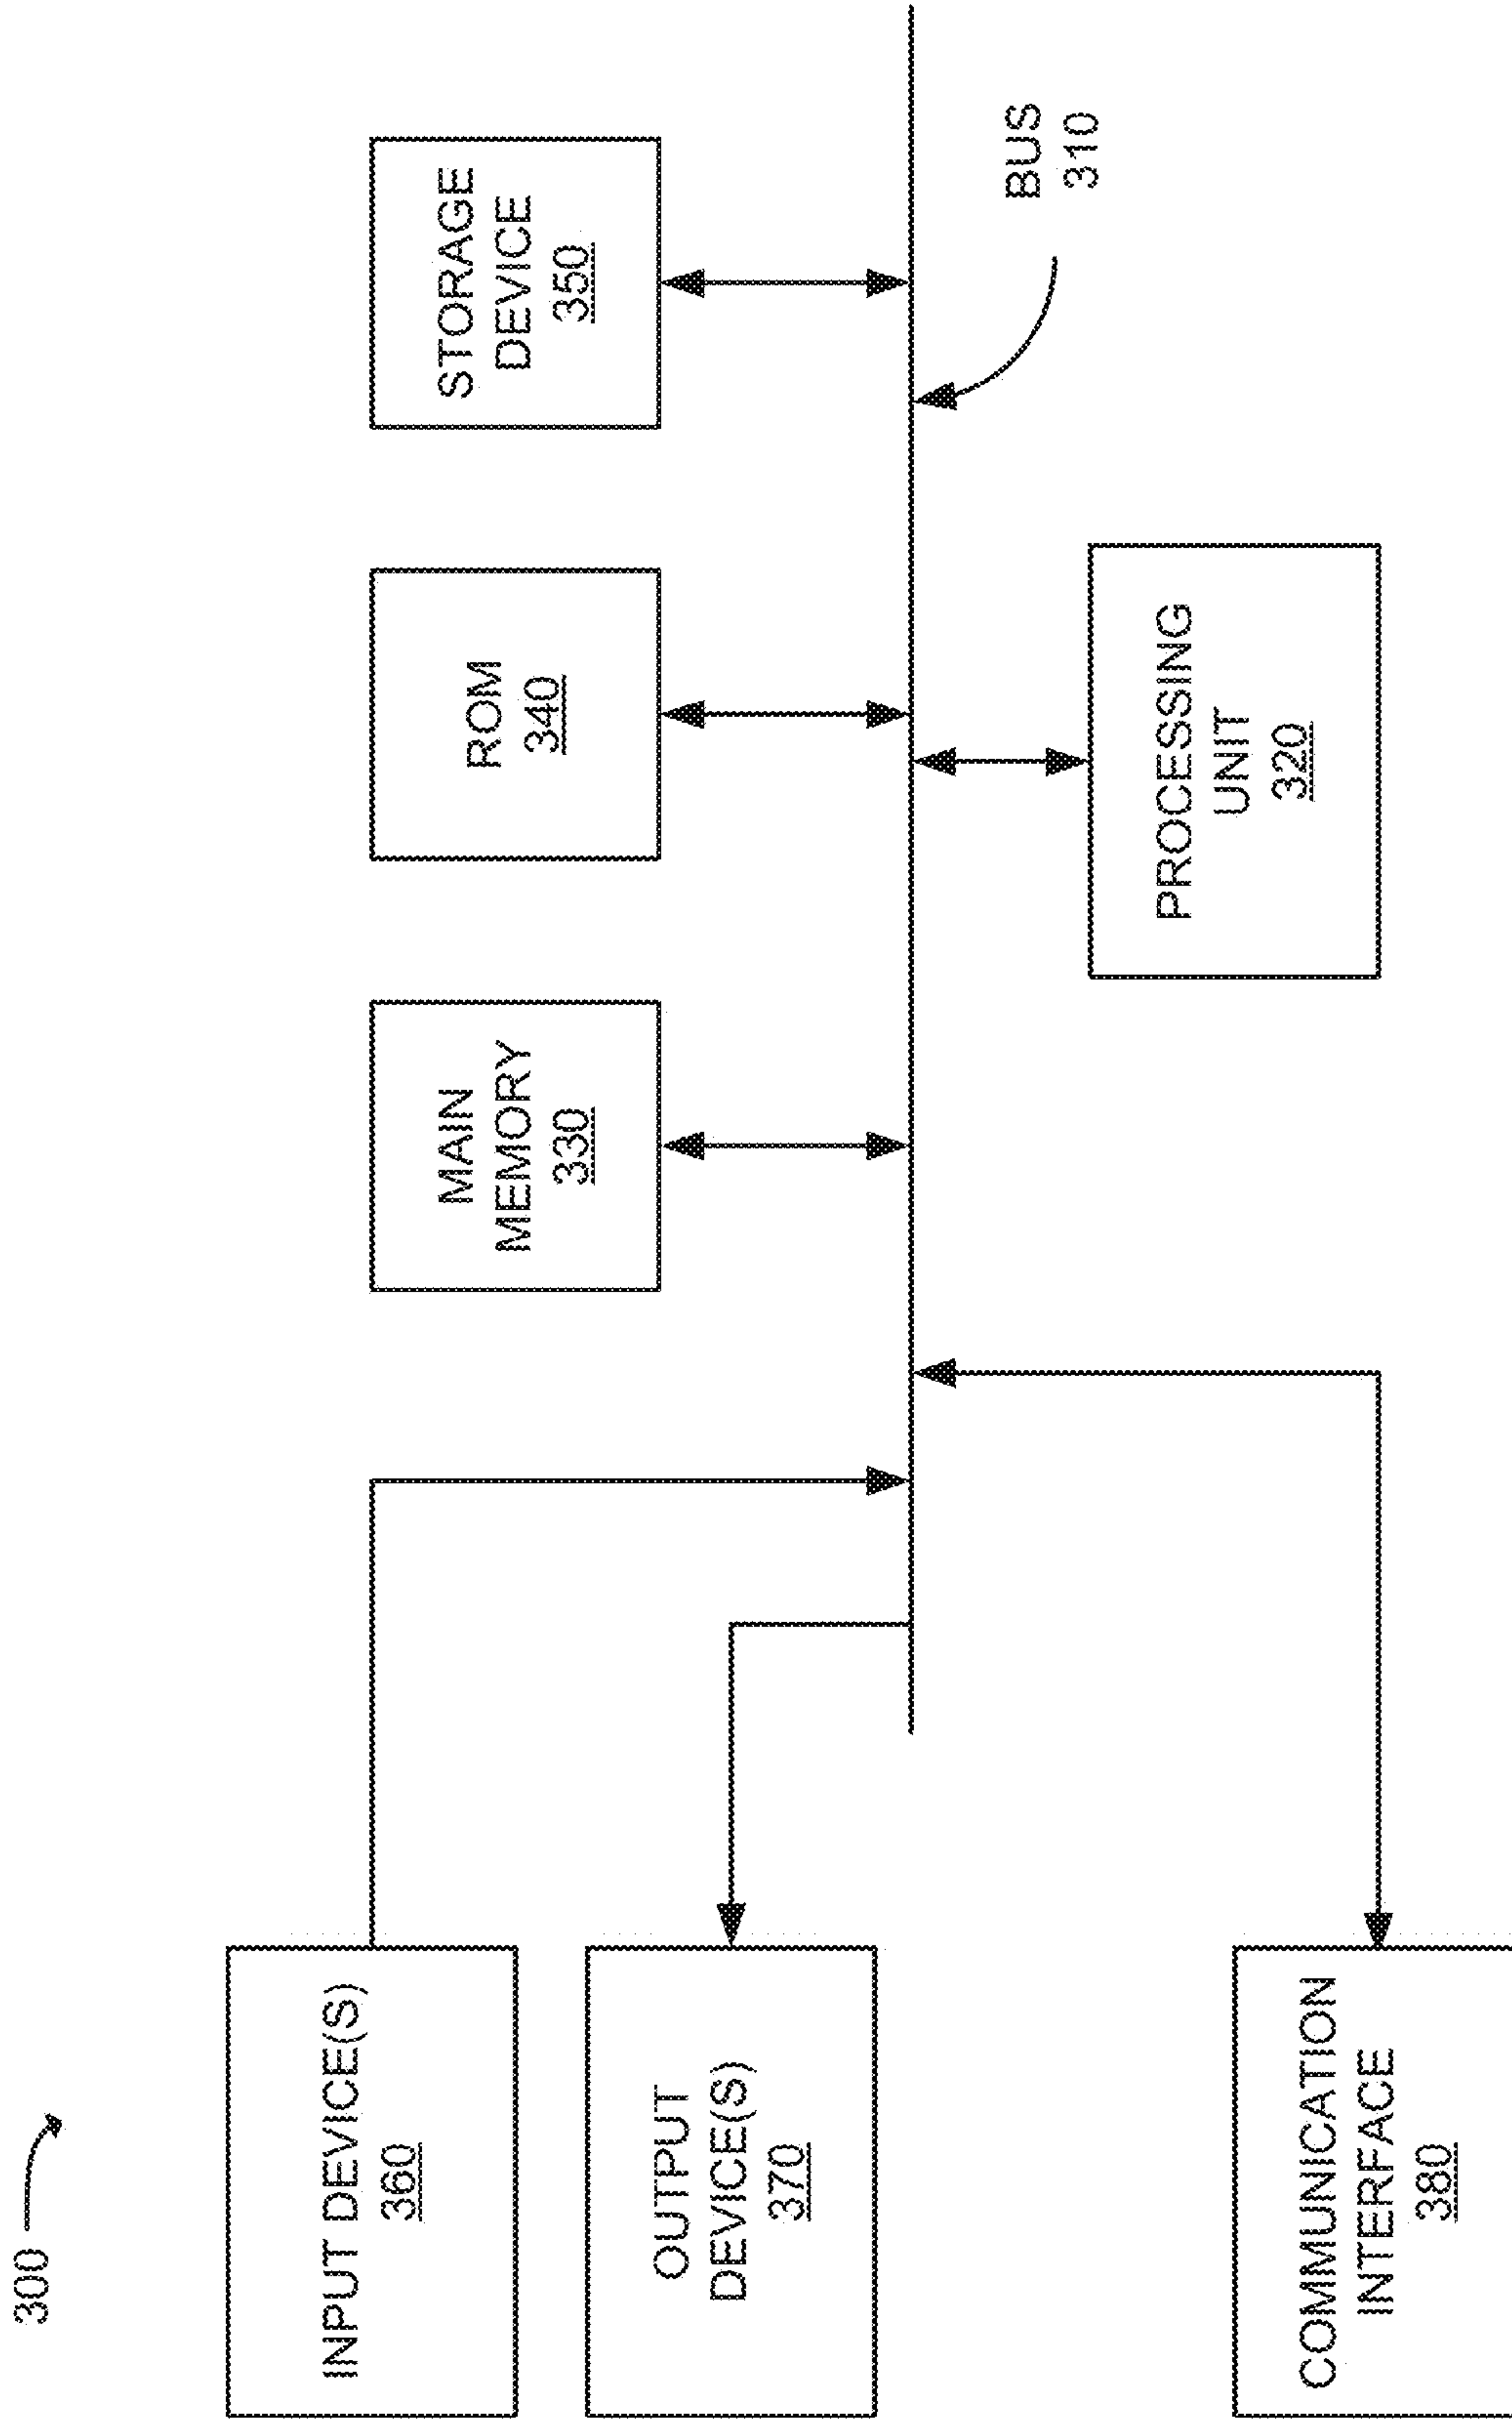 300
INPUT DEVICE(S)
360
MAIN
MEMORY
330
ROM
340
STORAGE
DEVICE
350
OUTPUT
DEVICE(S)
370
BUS
310
PROCESSING
UNIT
320
COMMUNICATION
INTERFACE
380